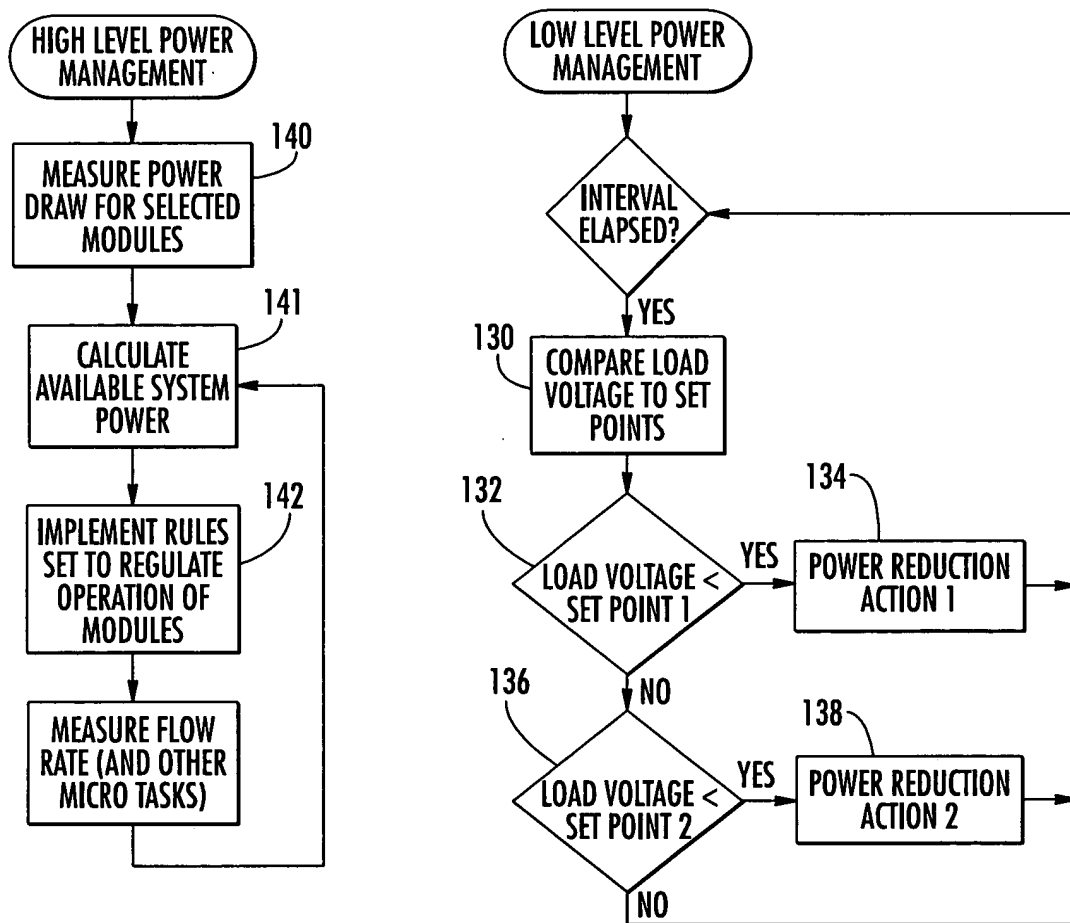 HIGH LEVEL POWER
MANAGEMENT
140
MEASURE POWER
DRAW FOR SELECTED
MODULES
141
CALCULATE
AVAILABLE SYSTEM
POWER
142
IMPLEMENT RULES
SET TO REGULATE
OPERATION OF
MODULES
MEASURE FLOW
RATE (AND OTHER
MICRO TASKS)
LOW LEVEL POWER
MANAGEMENT
INTERVAL
ELAPSED?
YES
130
COMPARE LOAD
VOLTAGE TO SET
POINTS
132
LOAD VOLTAGE <
SET POINT 1
YES
134
POWER REDUCTION
ACTION 1
NO
136
LOAD VOLTAGE <
SET POINT 2
YES
138
POWER REDUCTION
ACTION 2
NO